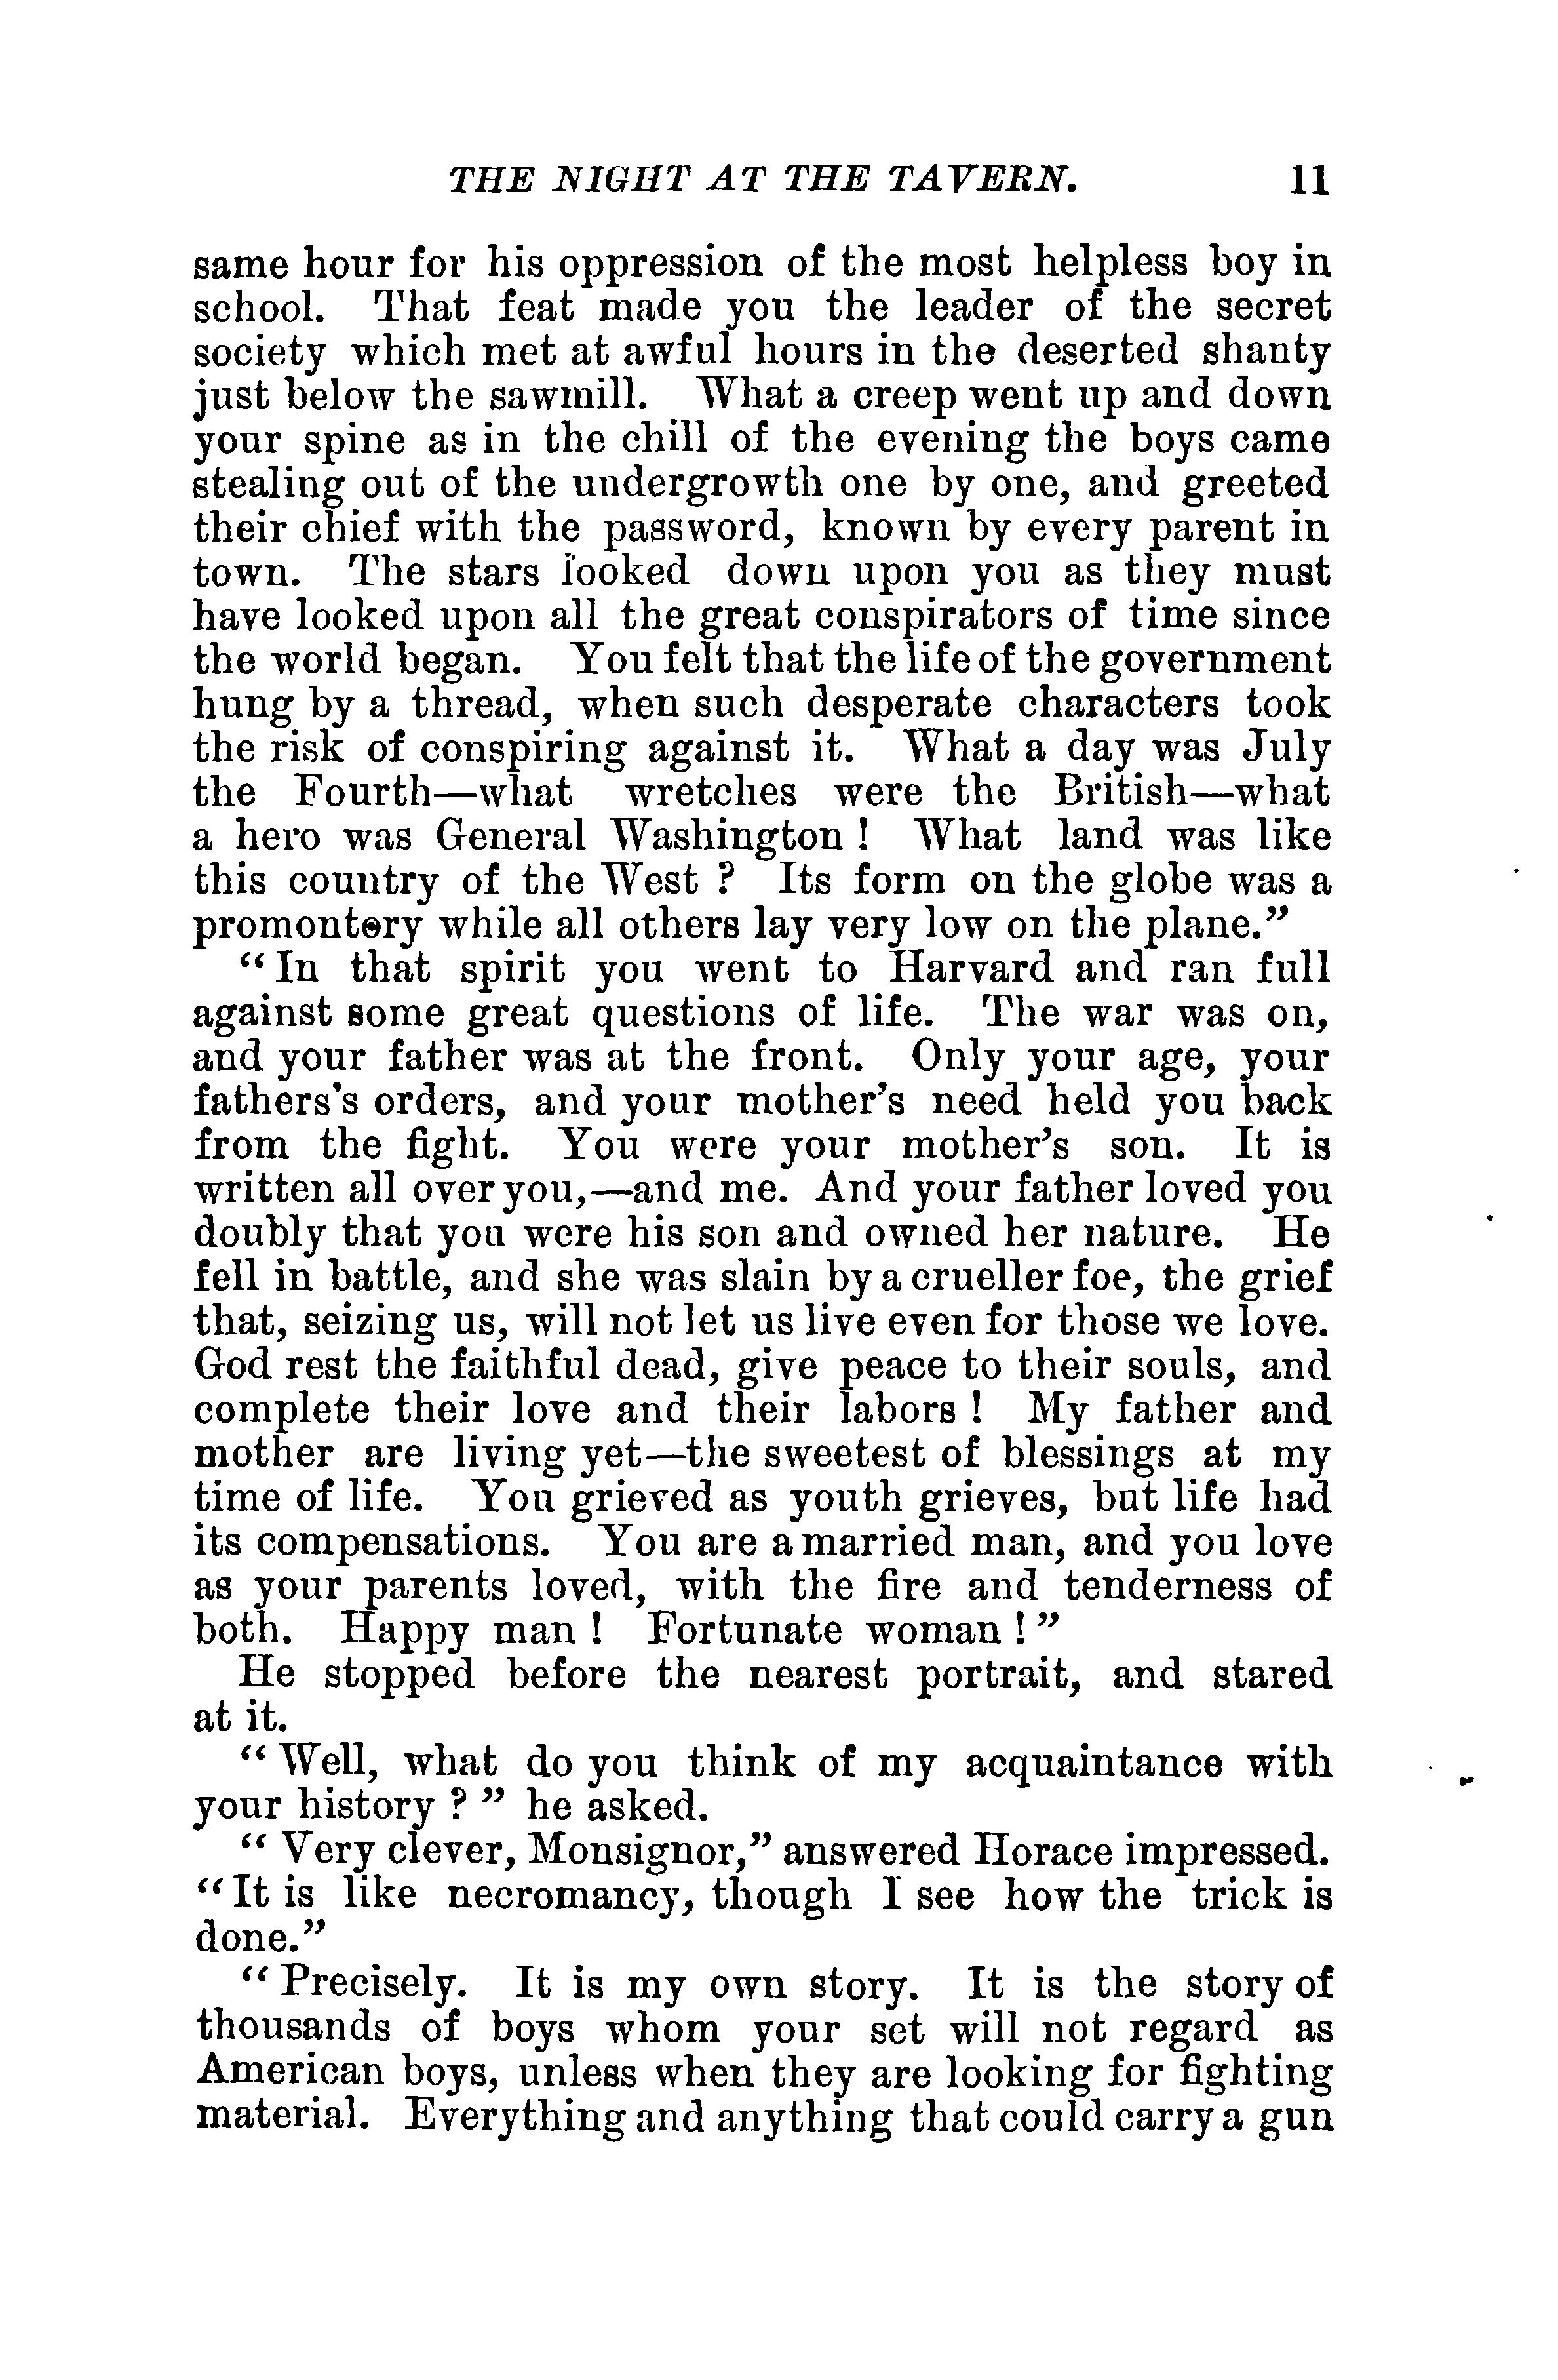 THE NIGHT AT THE TAVERN. 11
same hour for his oppression of the most helpless boy in
school. That feat made you the leader of the secret
society which met at awful hours in the deserted shanty
just below the sawmill. What a creep went up and down
your spine as in the chill of the evening the boys came
stealing out of the undergrowth one by one, and greeted
their chief with the password, known by every parent in
town. The stars looked down upon you as they must
have looked upon all the great conspirators of time since
the world began. You felt that the life of the government
hung by a thread, when such desperate characters took
the risk of conspiring against it. What a day was July
the Fourth—what wretches were the British—what
a hero was General Washington! What land was like
this country of the West? Its form on the globe was a
promontory while all others lay very low on the plane.”
“In that spirit you went to Harvard and ran full
against some great questions of life. The war was on,
and your father was at the front. Only your age, your
fathers's orders, and your mother's need held you back
from the fight. You were your mother's son. It is
written all over you,—and me. And your father loved you
doubly that you were his son and owned her nature. He
fell in battle, and she was slain by a crueller foe, the grief
that, seizing us, will not let us live even for those we love.
God rest the faithful dead, give peace to their souls, and
complete their love and their labors! My father and
mother are living yet—the sweetest of blessings at my
time of life. You grieved as youth grieves, but life had
its compensations. You are a married man, and you love
as your parents loved, with the fire and tenderness of
both. Happy man! Fortunate woman!”
He stopped before the nearest portrait, and stared
at it.
“Well, what do you think of my acquaintance with
your history?” he asked.
“Very clever, Monsignor,” answered Horace impressed.
“It is like necromancy, though I see how the trick is
done.”
“Precisely. It is my own story. It is the story of
thousands of boys whom your set will not regard as
American boys, unless when they are looking for fighting
material. Everything and anything that could carry a gun